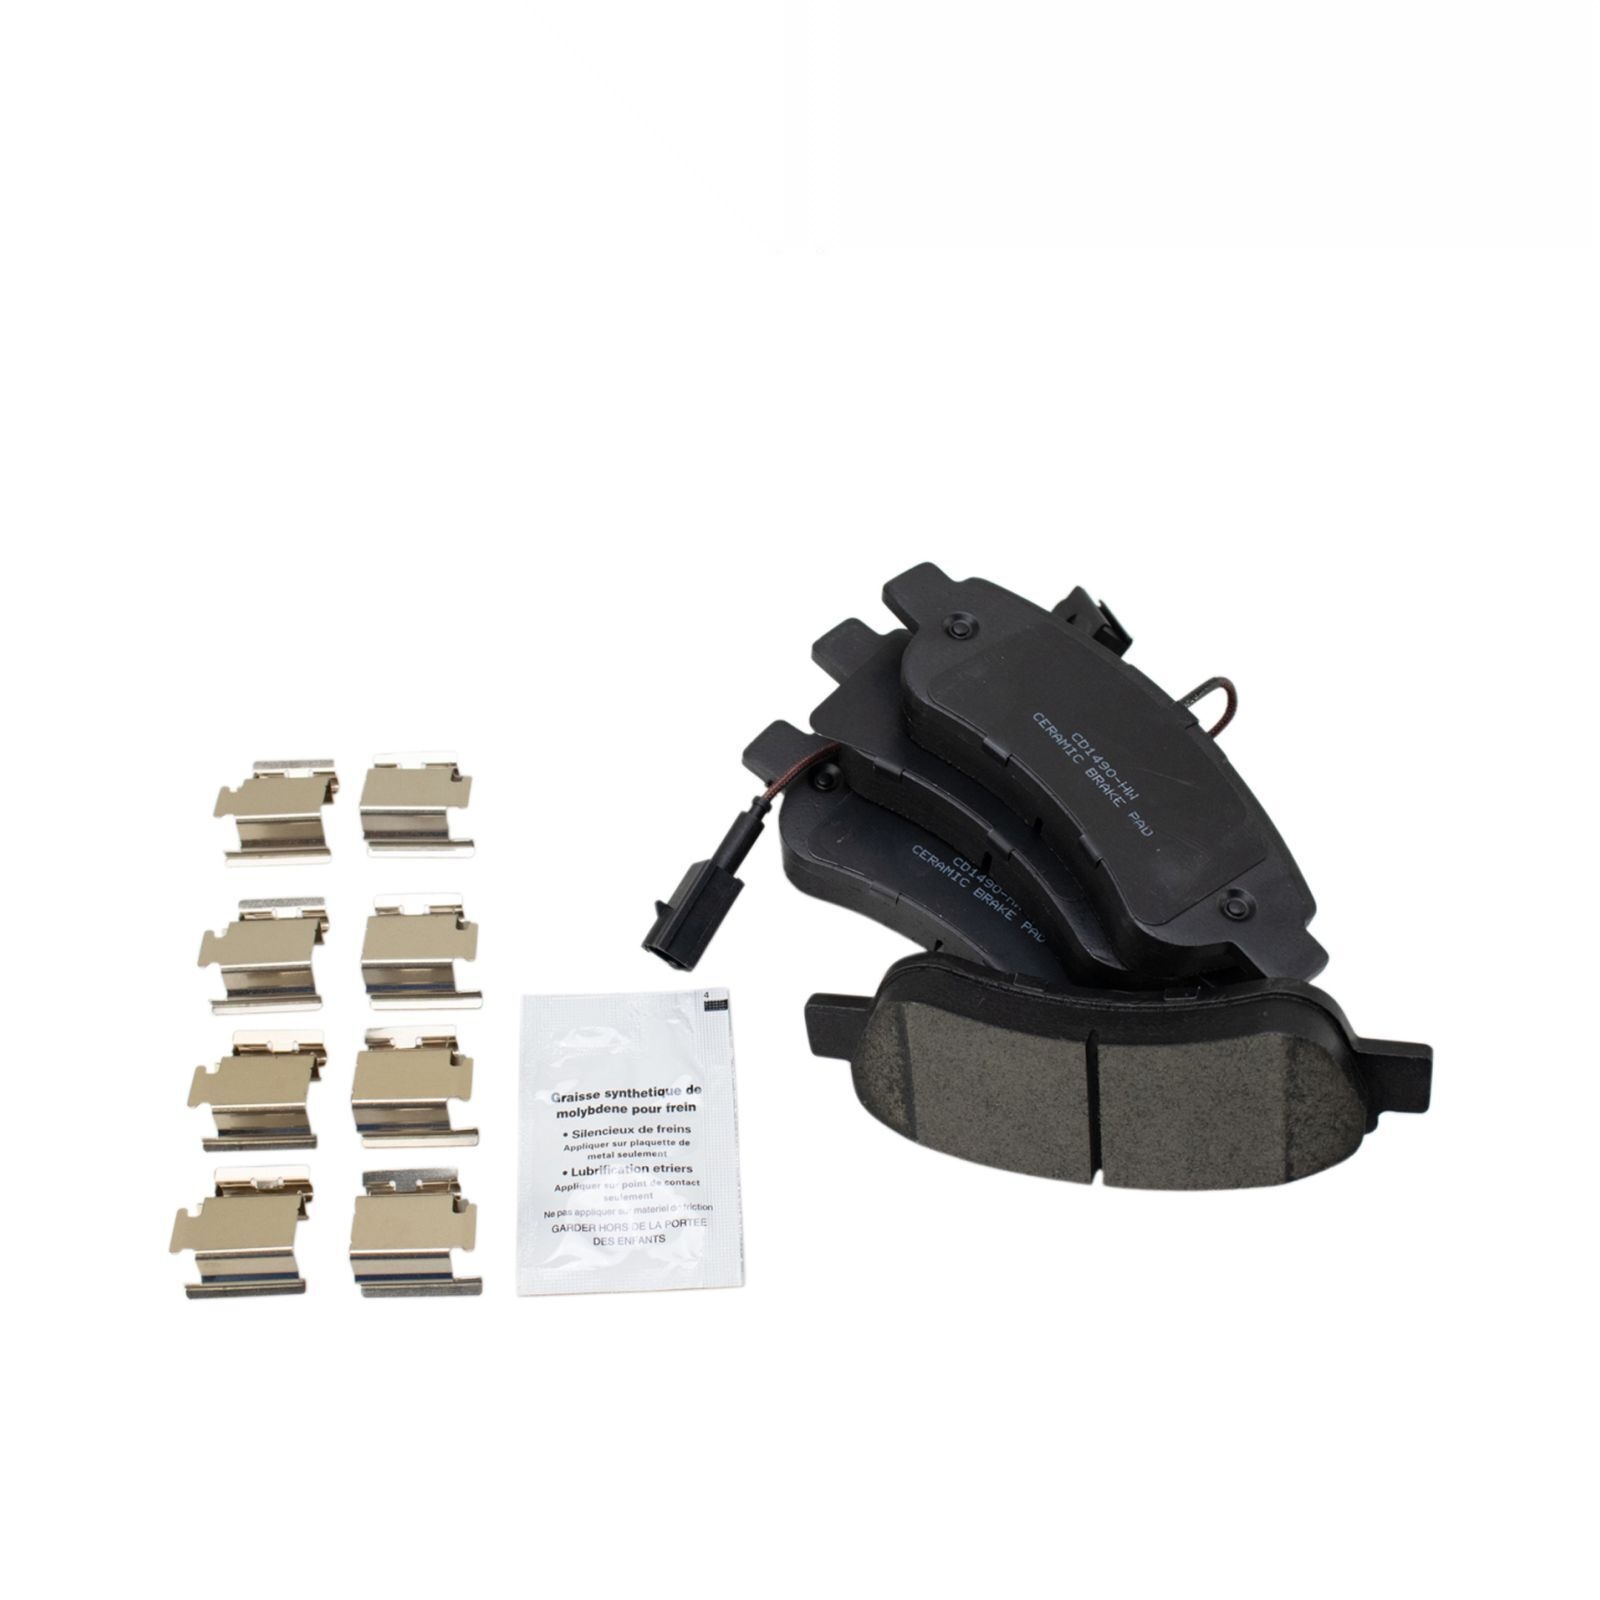 CD1490-HW
CERAMIC BRAKE PAD
CERAMIC BRAKE PAD
4
Graisse synthetique de
molybdene pour frein
• Silencieux de freins
Appliquer sur plaquette de
metal seulement
• Lubrification etriers
Appliquer sur point de contact
seulement
Ne pas appliquer sur materiel de friction
GARDER HORS DE LA PORTEE
DES ENFANTS